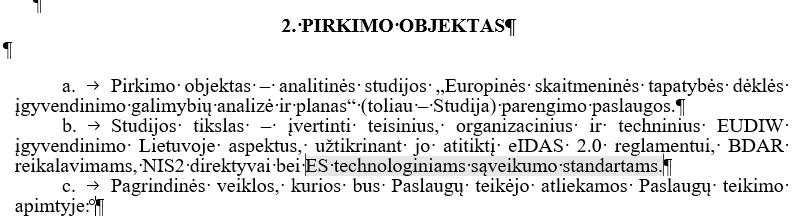 2. PIRKIMO OBJEKTAS
a. Pirkimo objektas – analitinės studijos „Europinės skaitmeninės tapatybės dėklės
įgyvendinimo galimybių analizė ir planas“ (toliau – Studija) parengimo paslaugos.
b. Studijos tikslas – įvertinti teisinius, organizacinius ir techninius EUDIW
įgyvendinimo Lietuvoje aspektus, užtikrinant jo atitiktį eIDAS 2.0 reglamentui, BDAR
reikalavimams, NIS2 direktyvai bei ES technologiniams sąveikumo standartams.
c. Pagrindinės veiklos, kurios bus Paslaugų teikėjo atliekamos Paslaugų teikimo
apimtyje: